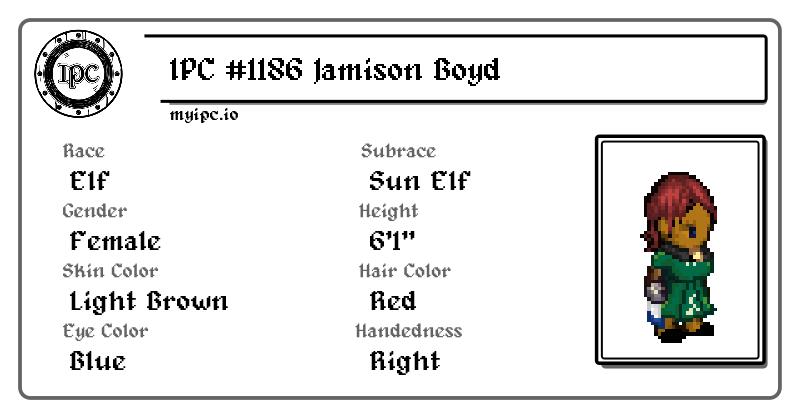 IPC
IPC #1186 Jamison Boyd
myipc.io
Race
Elf
Subrace
Sun Elf
Gender
Female
Height
6'1"
Skin Color
Light Brown
Hair Color
Red
Eye Color
Blue
Handedness
Right